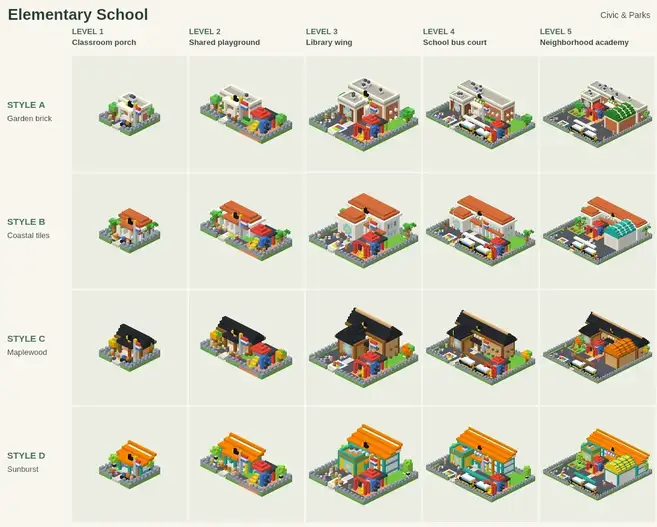 Elementary School
Civic & Parks
LEVEL 1
Classroom porch
LEVEL 2
Shared playground
LEVEL 3
Library wing
LEVEL 4
School bus court
LEVEL 5
Neighborhood academy
STYLE A
Garden brick
STYLE B
Coastal tiles
STYLE C
Maplewood
STYLE D
Sunburst